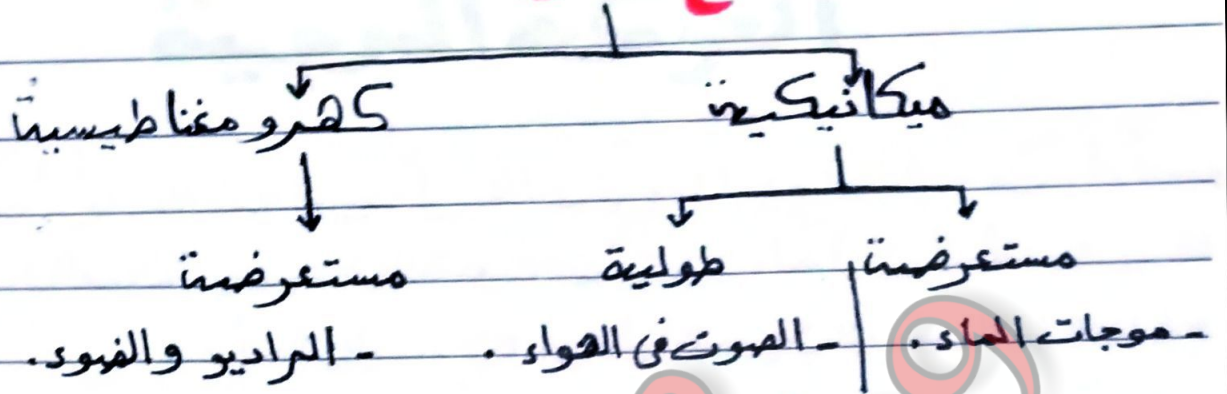 ميكانيكية كهرومغناطيسية
مستعرضة طولية مستعرضة
- موجات الماء. - الصوت في الهواء. - الراديو والضوء.